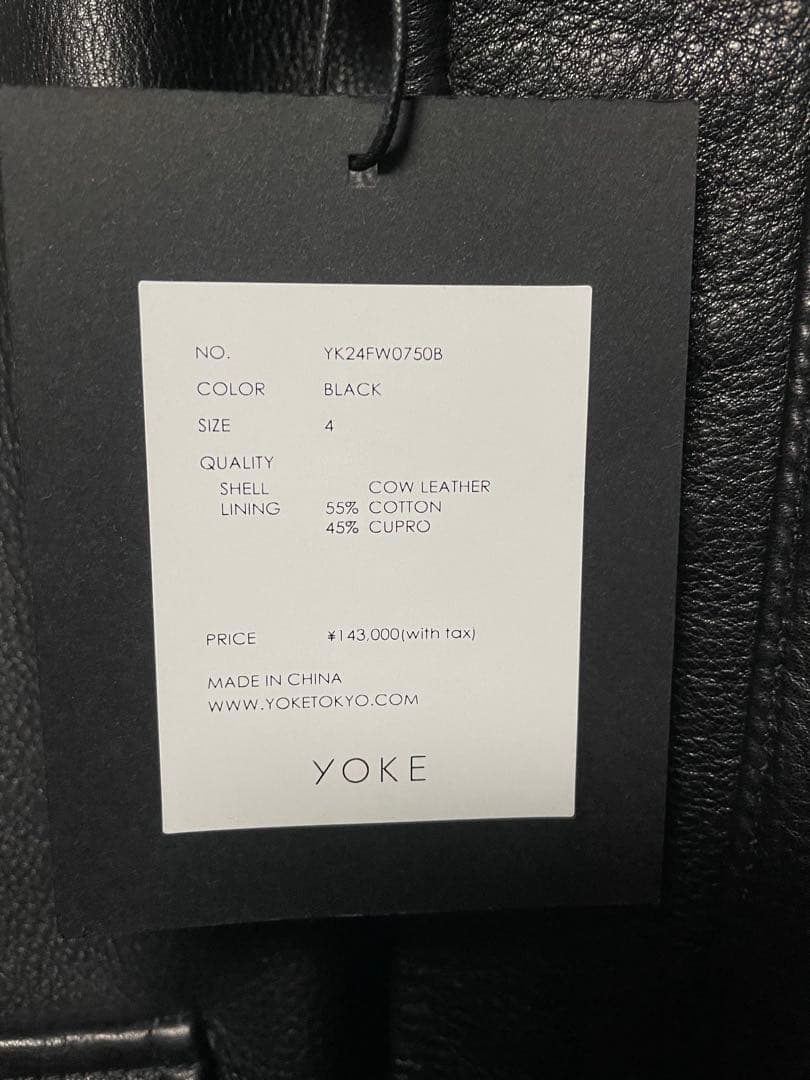 NO. YK24FW0750B
COLOR BLACK
SIZE 4
QUALITY
SHELL COW LEATHER
LINING 55% COTTON
45% CUPRO
PRICE ¥143,000(with tax)
MADE IN CHINA
WWW.YOKETOKYO.COM
YOKE